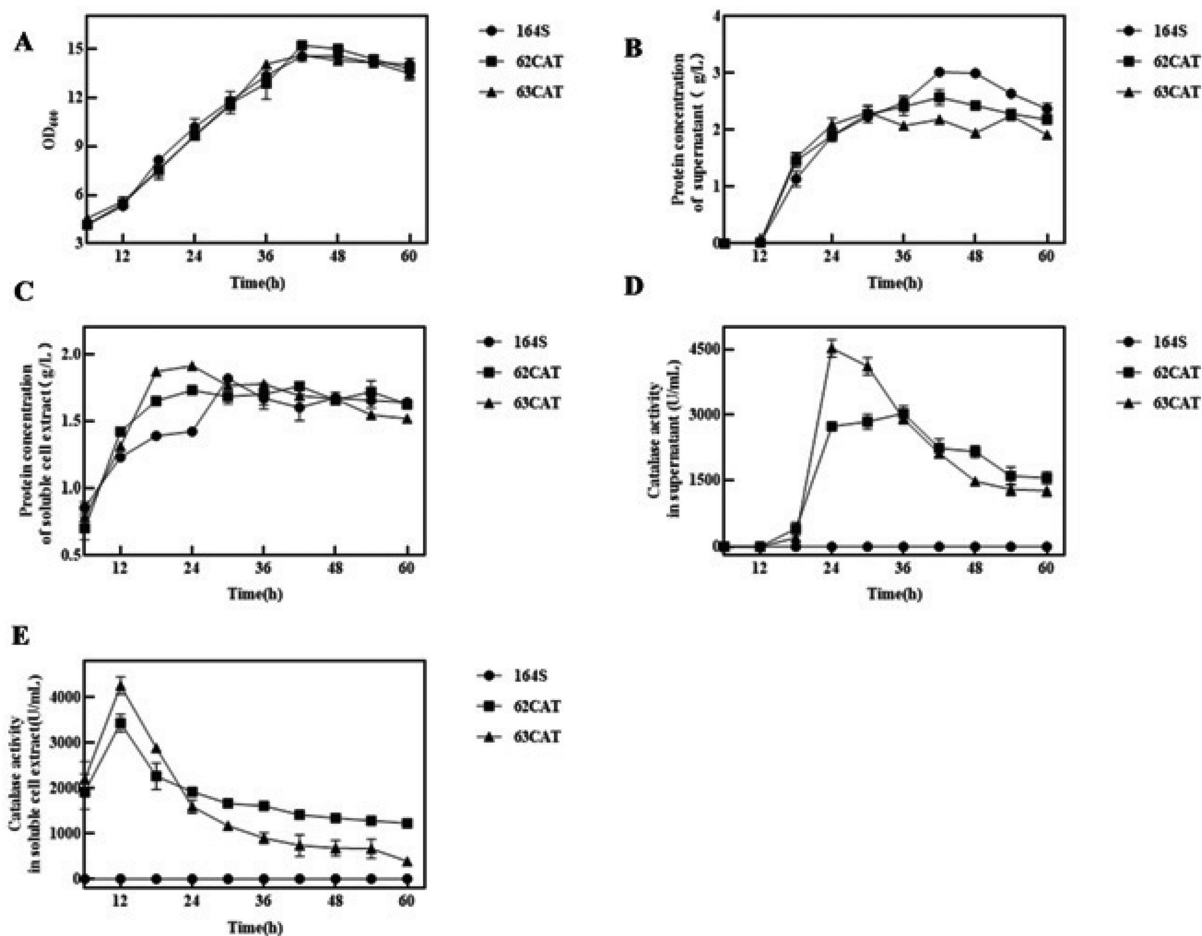 A
OD600
15
12
9
6
3
12 24 36 48 60
Time(h)
164S
62CAT
63CAT
B
Protein concentration
of supernatant ( g/L)
4
3
2
1
0
12 24 36 48 60
Time(h)
164S
62CAT
63CAT
C
Protein concentration
of soluble cell extract ( g/L)
2.0
1.5
1.0
0.5
12 24 36 48 60
Time(h)
164S
62CAT
63CAT
D
Catalase activity
in supernatant (U/mL)
4500
3000
1500
0
12 24 36 48 60
Time(h)
164S
62CAT
63CAT
E
Catalase activity
in soluble cell extract(U/mL)
4000
3000
2000
1000
0
12 24 36 48 60
Time(h)
164S
62CAT
63CAT